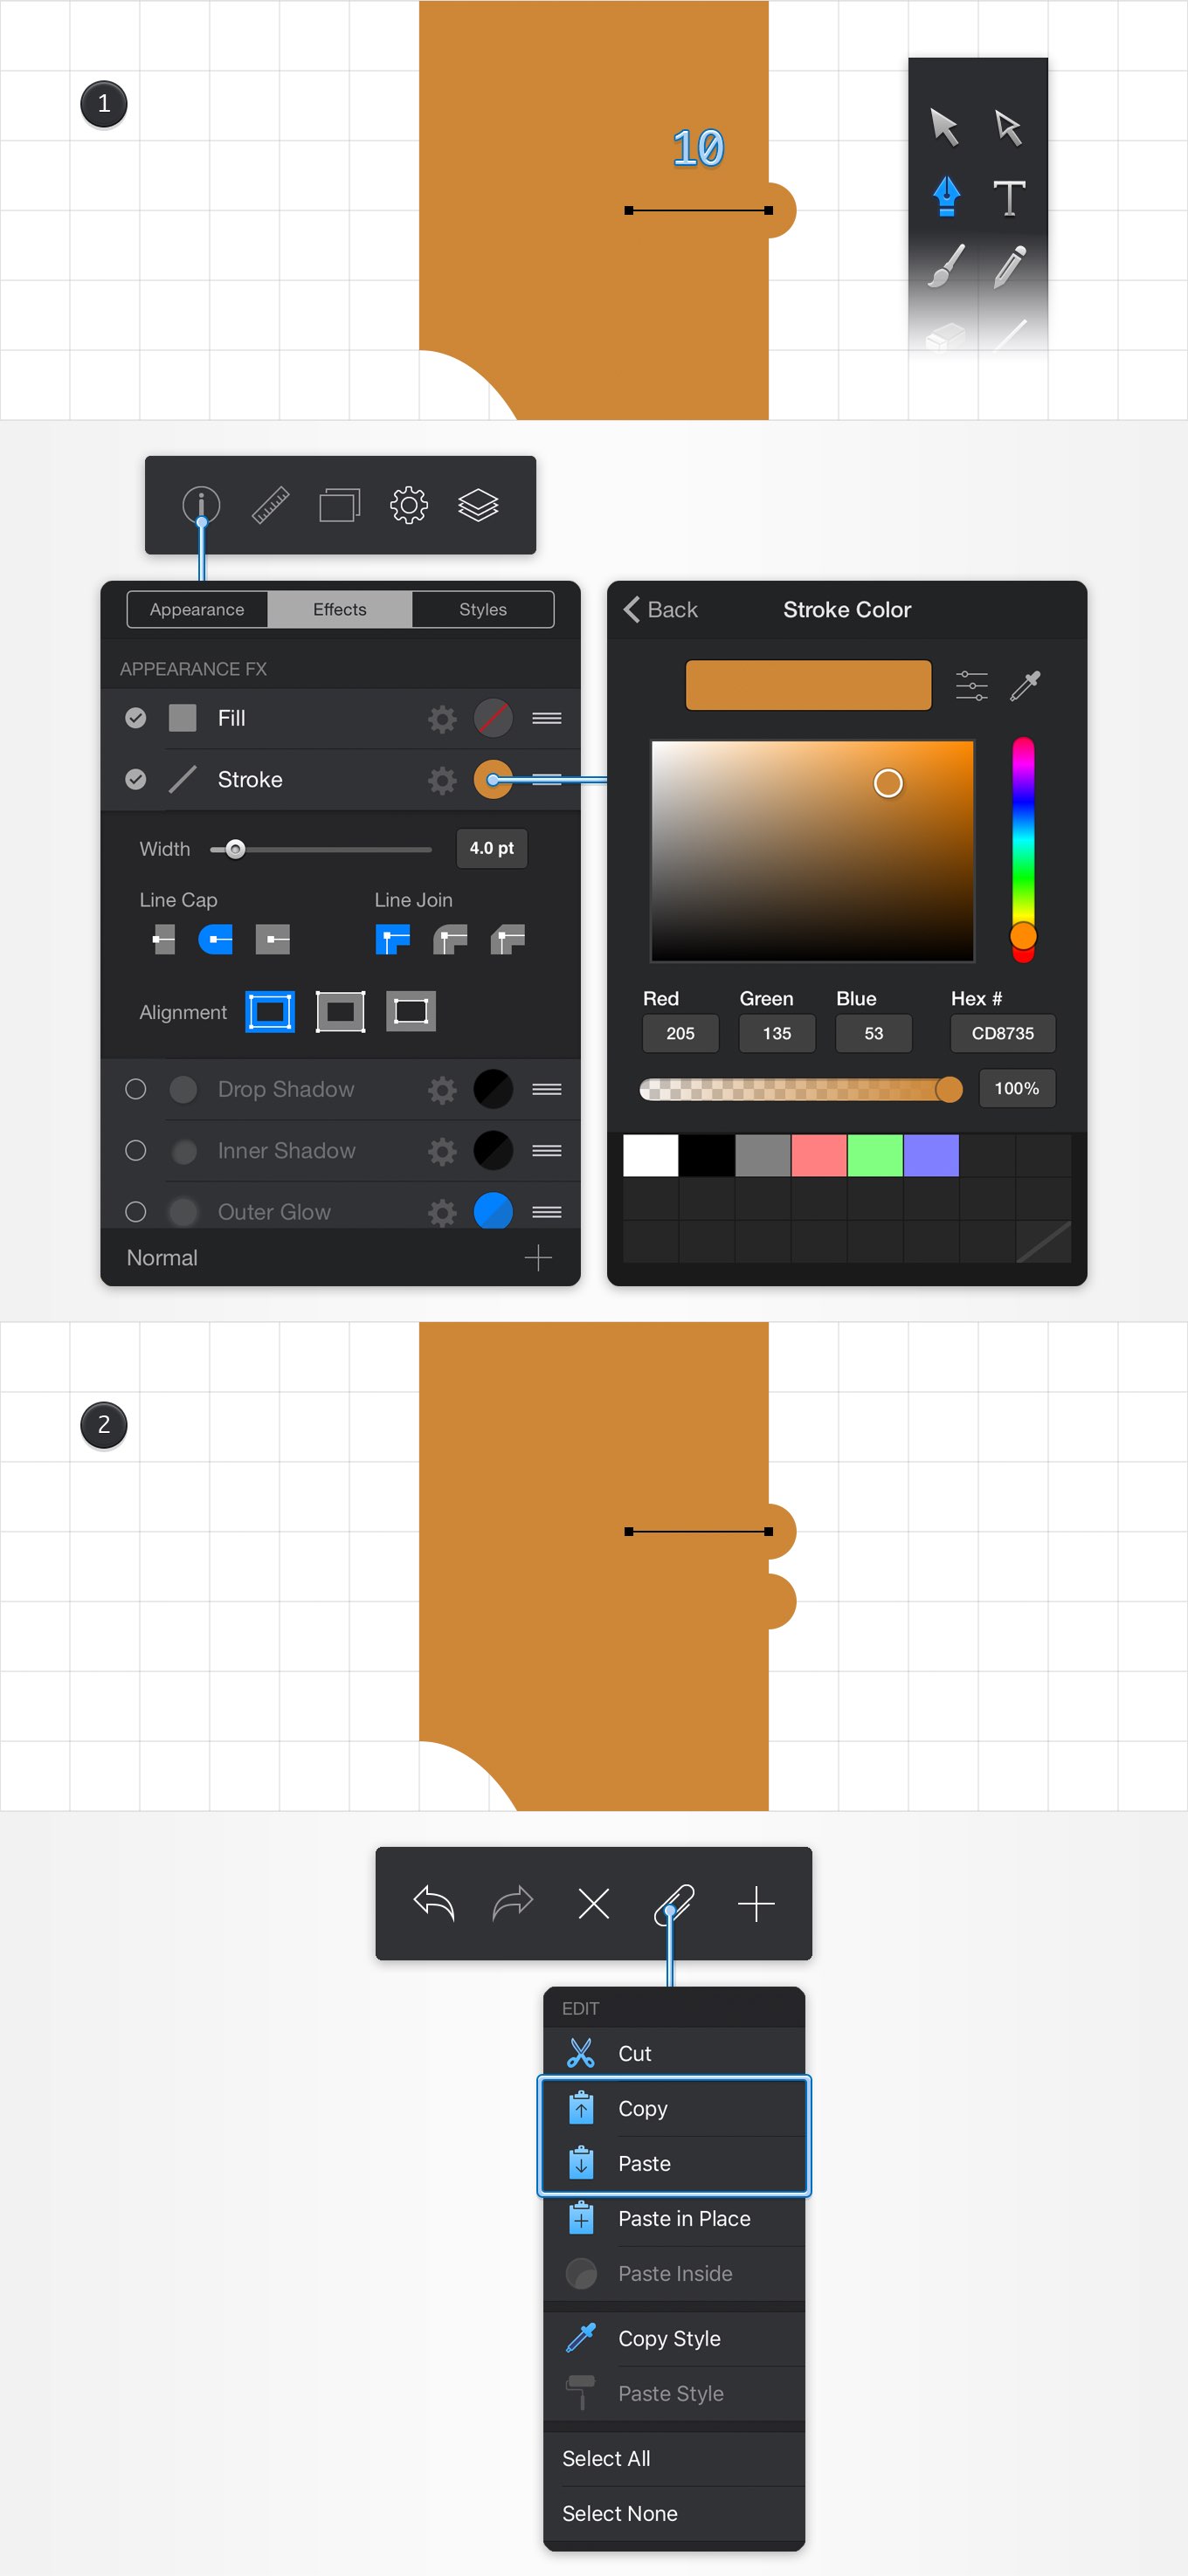 1
10
T
Appearance Effects Styles
APPEARANCE FX
Fill
Stroke
Width 4.0 pt
Line Cap Line Join
Alignment
Drop Shadow
Inner Shadow
Outer Glow
Normal
Back Stroke Color
Red Green Blue Hex #
205 135 53 CD8735
100%
2
EDIT
Cut
Copy
Paste
Paste in Place
Paste Inside
Copy Style
Paste Style
Select All
Select None